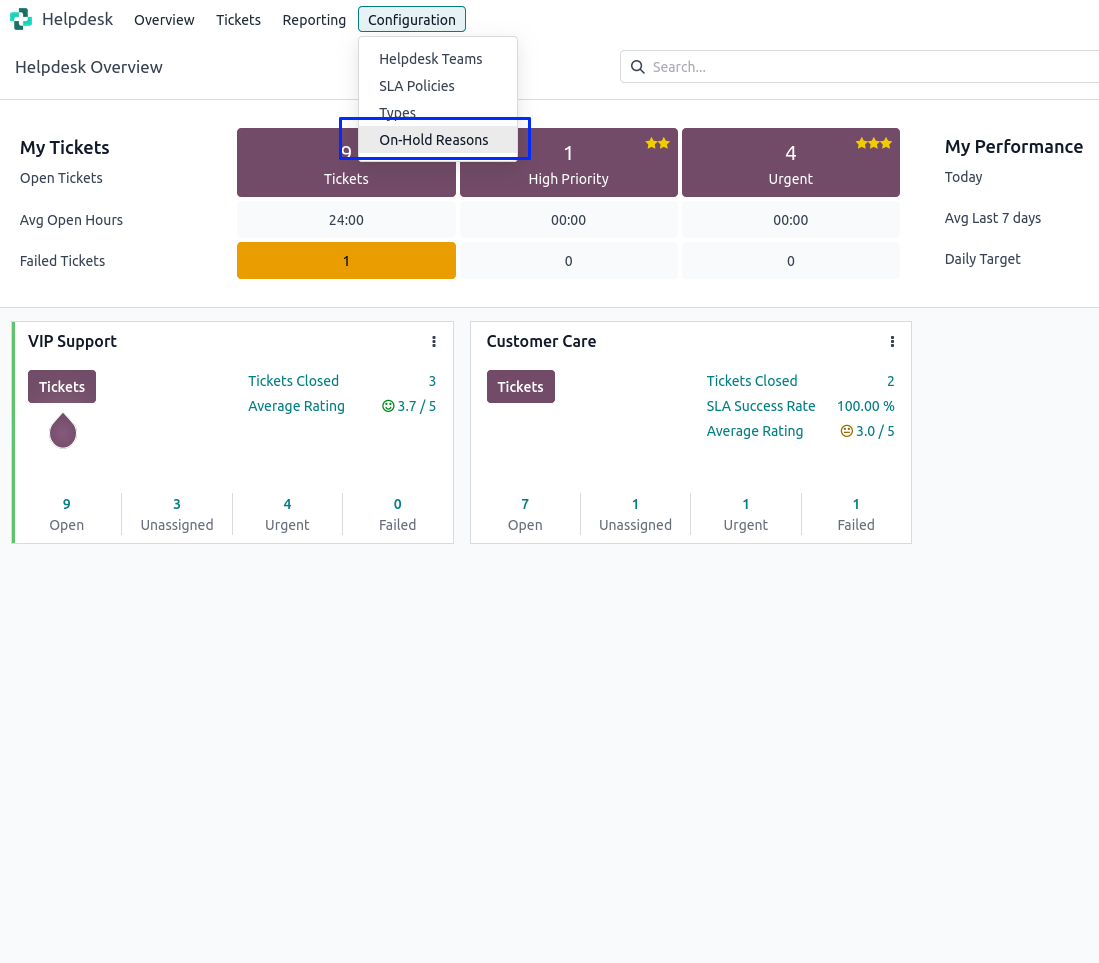 Helpdesk Overview Tickets Reporting Configuration
Helpdesk Teams
SLA Policies
Types
On-Hold Reasons
Helpdesk Overview
Search...
My Tickets
Open Tickets
9
Tickets
1
High Priority
4
Urgent
Avg Open Hours 24:00 00:00 00:00
Failed Tickets 1 0 0
My Performance
Today
Avg Last 7 days
Daily Target
VIP Support
Tickets
Tickets Closed 3
Average Rating 3.7 / 5
9 3 4 0
Open Unassigned Urgent Failed
Customer Care
Tickets
Tickets Closed 2
SLA Success Rate 100.00 %
Average Rating 3.0 / 5
7 1 1 1
Open Unassigned Urgent Failed